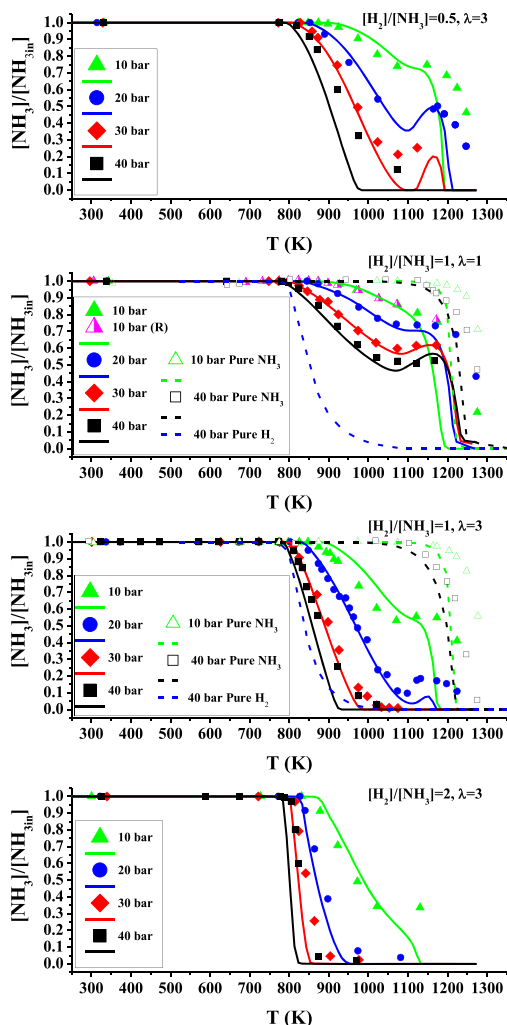 [H2]/[NH3]=0.5, λ=3
1.0
0.9
0.8
0.7
0.6
0.5
0.4
0.3
0.2
0.1
0.0
[NH3]/[NH3in]
10 bar
20 bar
30 bar
40 bar
300 400 500 600 700 800 900 1000 1100 1200 1300
T (K)
[H2]/[NH3]=1, λ=1
1.0
0.9
0.8
0.7
0.6
0.5
0.4
0.3
0.2
0.1
0.0
[NH3]/[NH3in]
10 bar
10 bar (R)
20 bar
30 bar
40 bar
10 bar Pure NH3
40 bar Pure NH3
40 bar Pure H2
300 400 500 600 700 800 900 1000 1100 1200 1300
T (K)
[H2]/[NH3]=1, λ=3
1.0
0.9
0.8
0.7
0.6
0.5
0.4
0.3
0.2
0.1
0.0
[NH3]/[NH3in]
10 bar
20 bar
30 bar
40 bar
10 bar Pure NH3
40 bar Pure NH3
40 bar Pure H2
300 400 500 600 700 800 900 1000 1100 1200 1300
T (K)
[H2]/[NH3]=2, λ=3
1.0
0.9
0.8
0.7
0.6
0.5
0.4
0.3
0.2
0.1
0.0
[NH3]/[NH3in]
10 bar
20 bar
30 bar
40 bar
300 400 500 600 700 800 900 1000 1100 1200 1300
T (K)